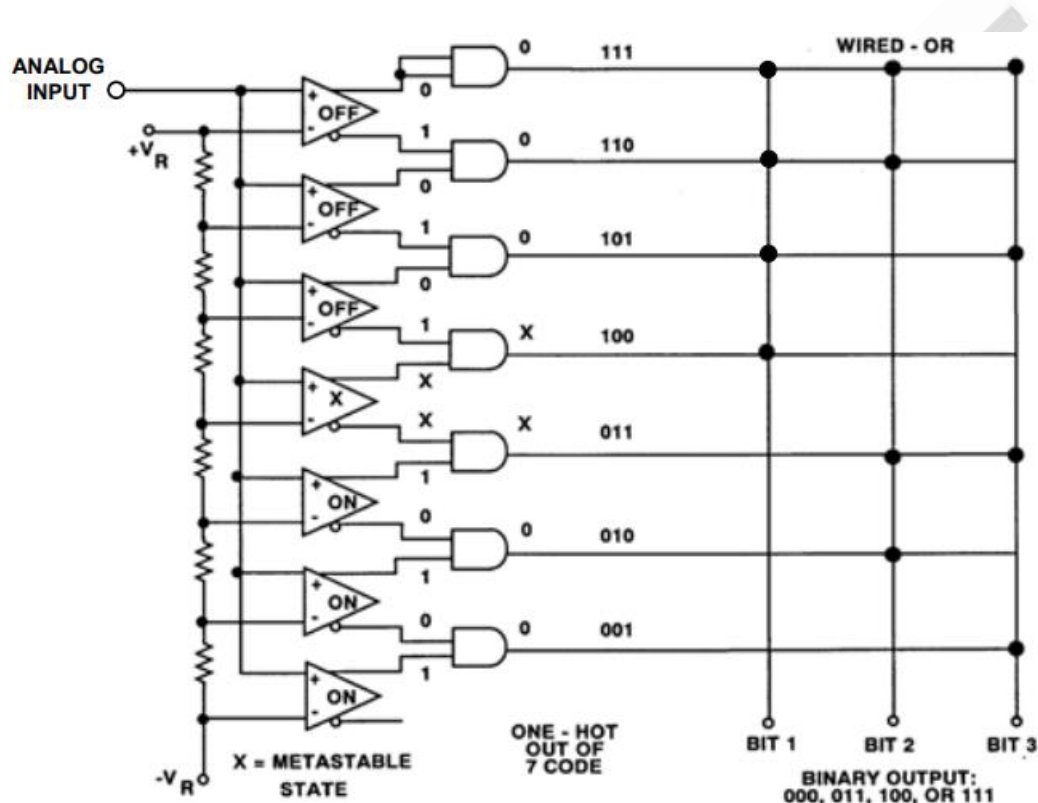 WIRED - OR
ANALOG
INPUT
+VR
-VR
+
-
OFF
+
-
OFF
+
-
OFF
+
-
X
+
-
ON
+
-
ON
+
-
ON
0
1
0
1
0
1
X
X
1
0
1
0
1
0 111
0 110
0 101
X 100
X 011
0 010
0 001
X = METASTABLE
STATE
ONE - HOT
OUT OF
7 CODE
BIT 1 BIT 2 BIT 3
BINARY OUTPUT:
000, 011, 100, OR 111